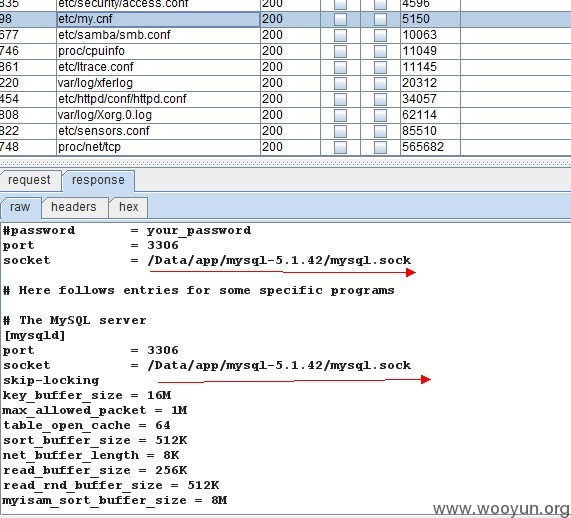 835 etc/security/access.conf 200 4596
98 etc/my.cnf 200 5150
677 etc/samba/smb.conf 200 10063
746 proc/cpuinfo 200 11049
861 etc/ltrace.conf 200 11145
220 var/log/xferlog 200 20312
454 etc/httpd/conf/httpd.conf 200 34057
808 var/log/Xorg.0.log 200 62114
822 etc/sensors.conf 200 85510
748 proc/net/tcp 200 565682
request response
raw headers hex
#password = your_password
port = 3306
socket = /Data/app/mysql-5.1.42/mysql.sock
# Here follows entries for some specific programs
# The MySQL server
[mysqld]
port = 3306
socket = /Data/app/mysql-5.1.42/mysql.sock
skip-locking
key_buffer_size = 16M
max_allowed_packet = 1M
table_open_cache = 64
sort_buffer_size = 512K
net_buffer_length = 8K
read_buffer_size = 256K
read_rnd_buffer_size = 512K
myisam_sort_buffer_size = 8M
www.wooyun.org